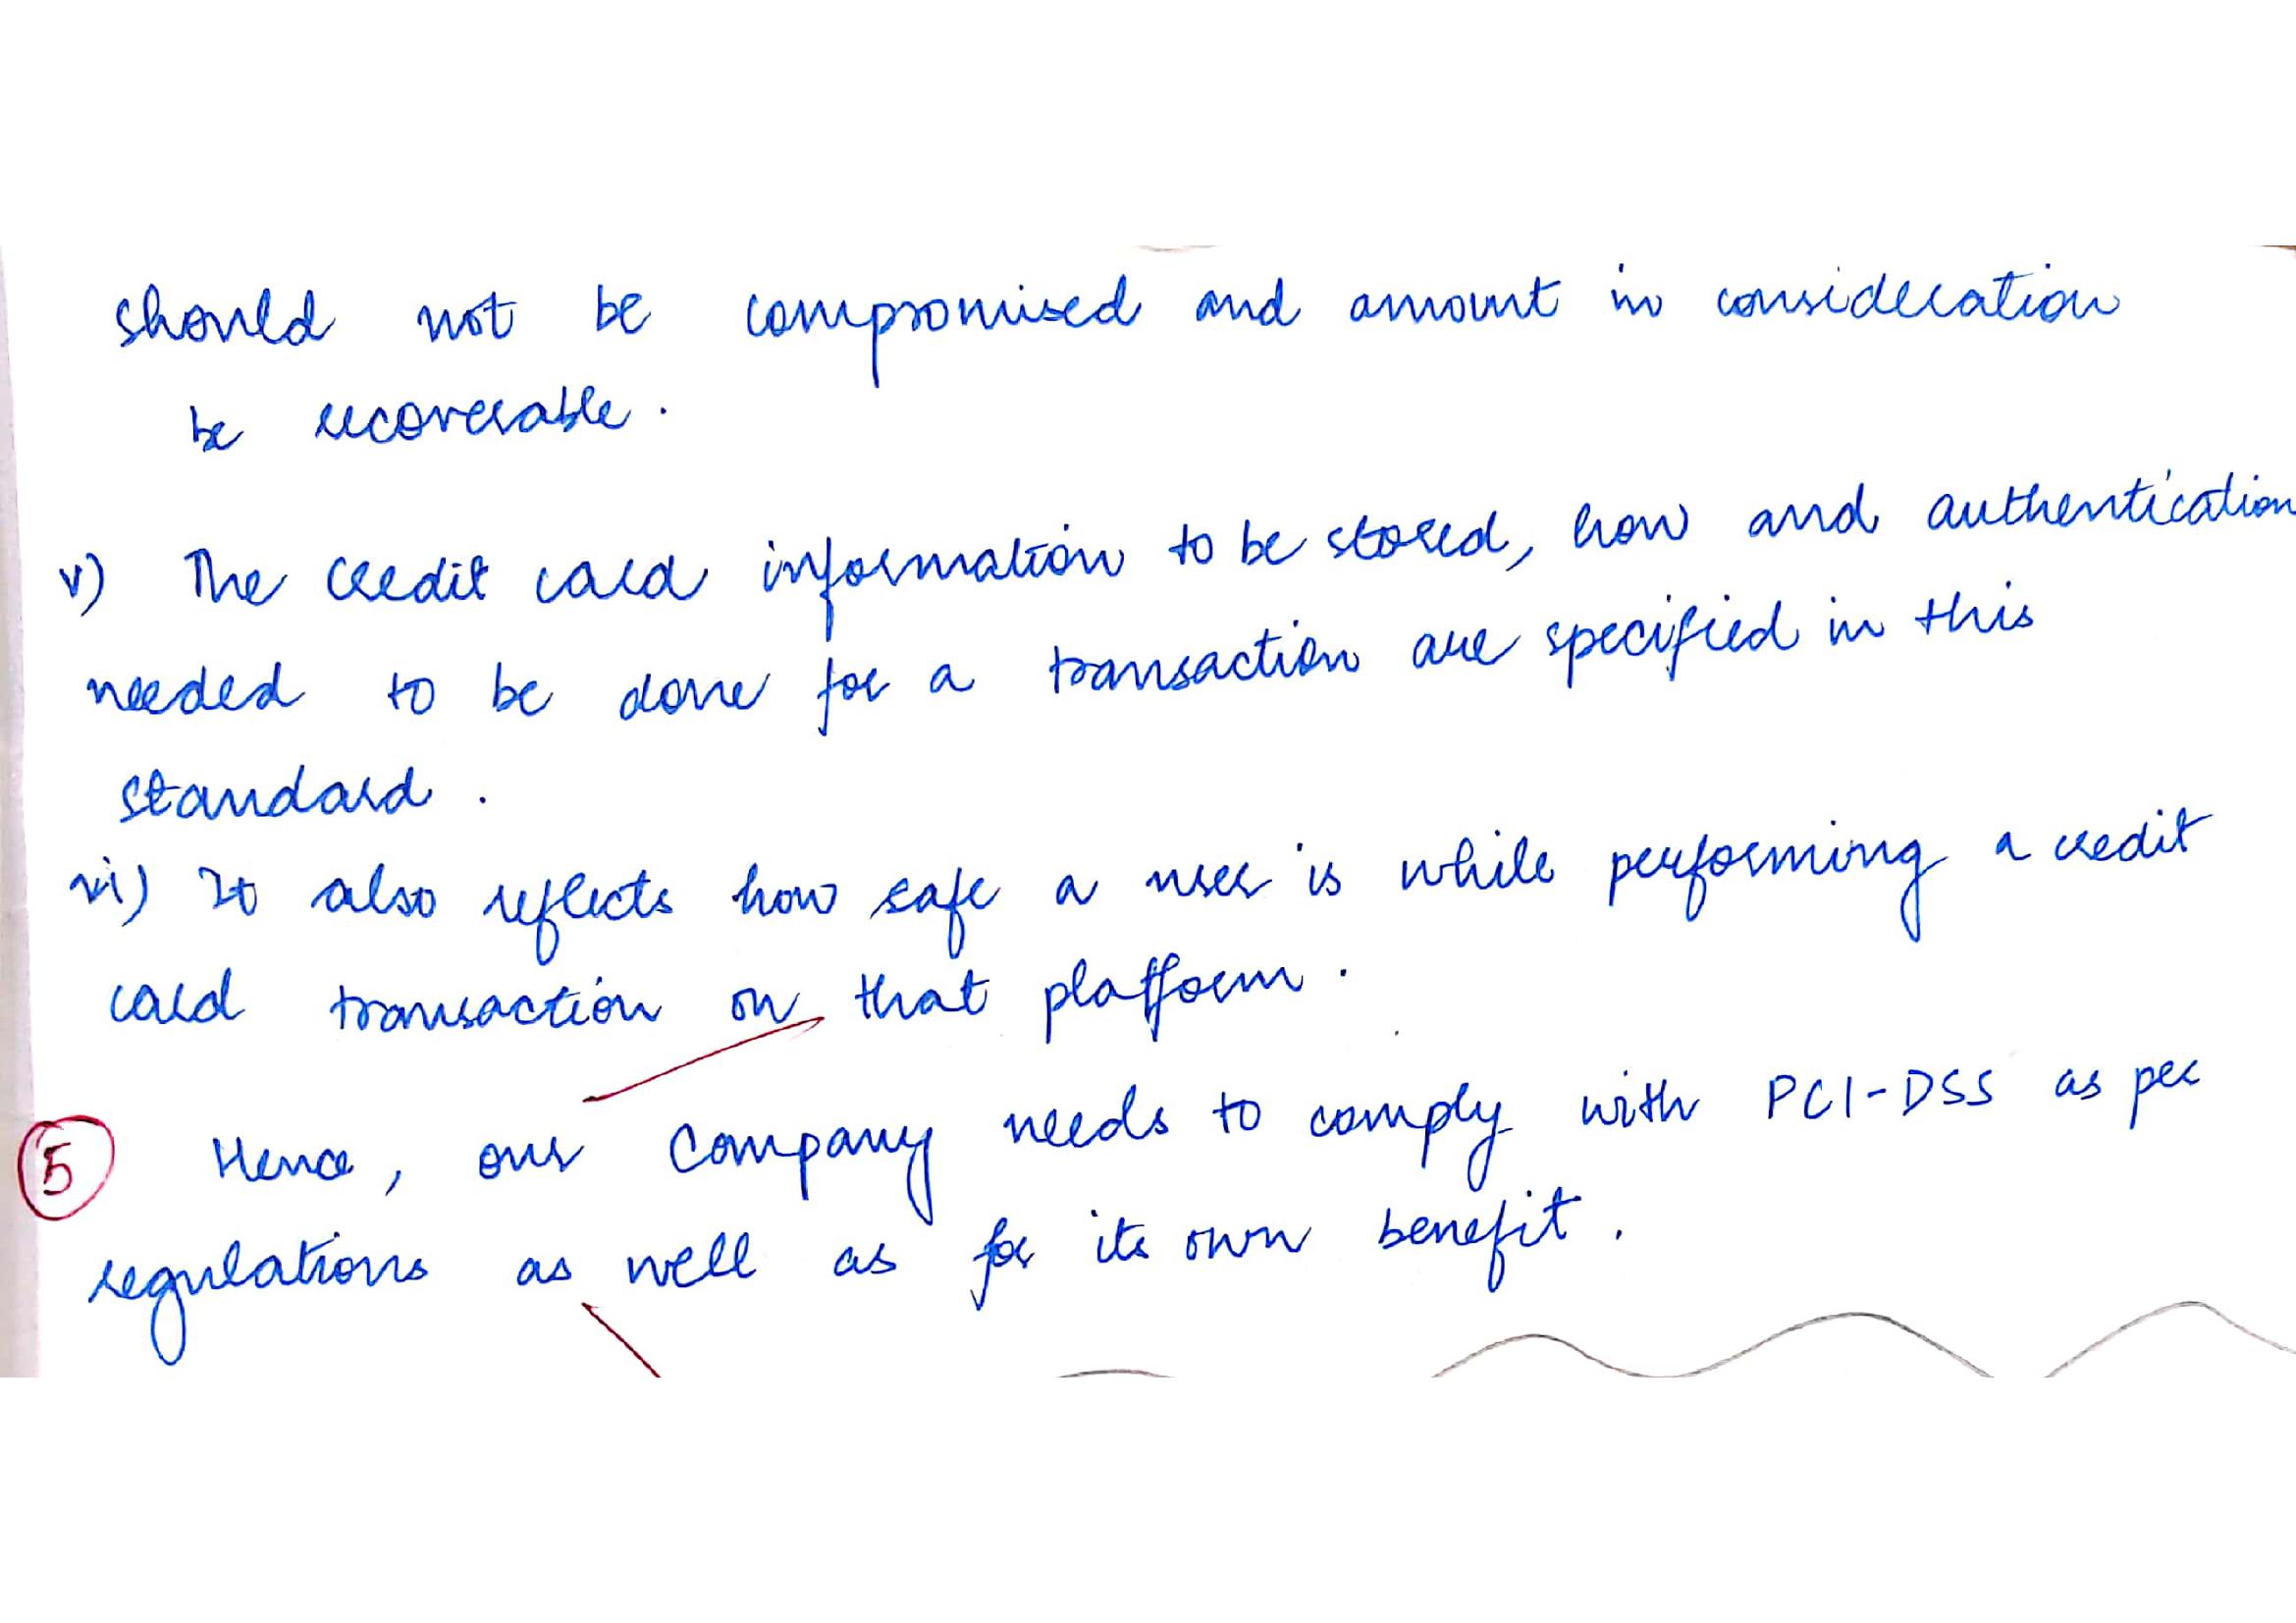 should not be compromised and amount in consideration
be recoverable.
v) The credit card information to be stored, how and authentication
needed to be done for a transaction are specified in this
standard.
vi) It also reflects how safe a user is while performing a credit
card transaction on that platform.
5 Hence, our Company needs to comply with PCI-DSS as per
regulations as well as for its own benefit.